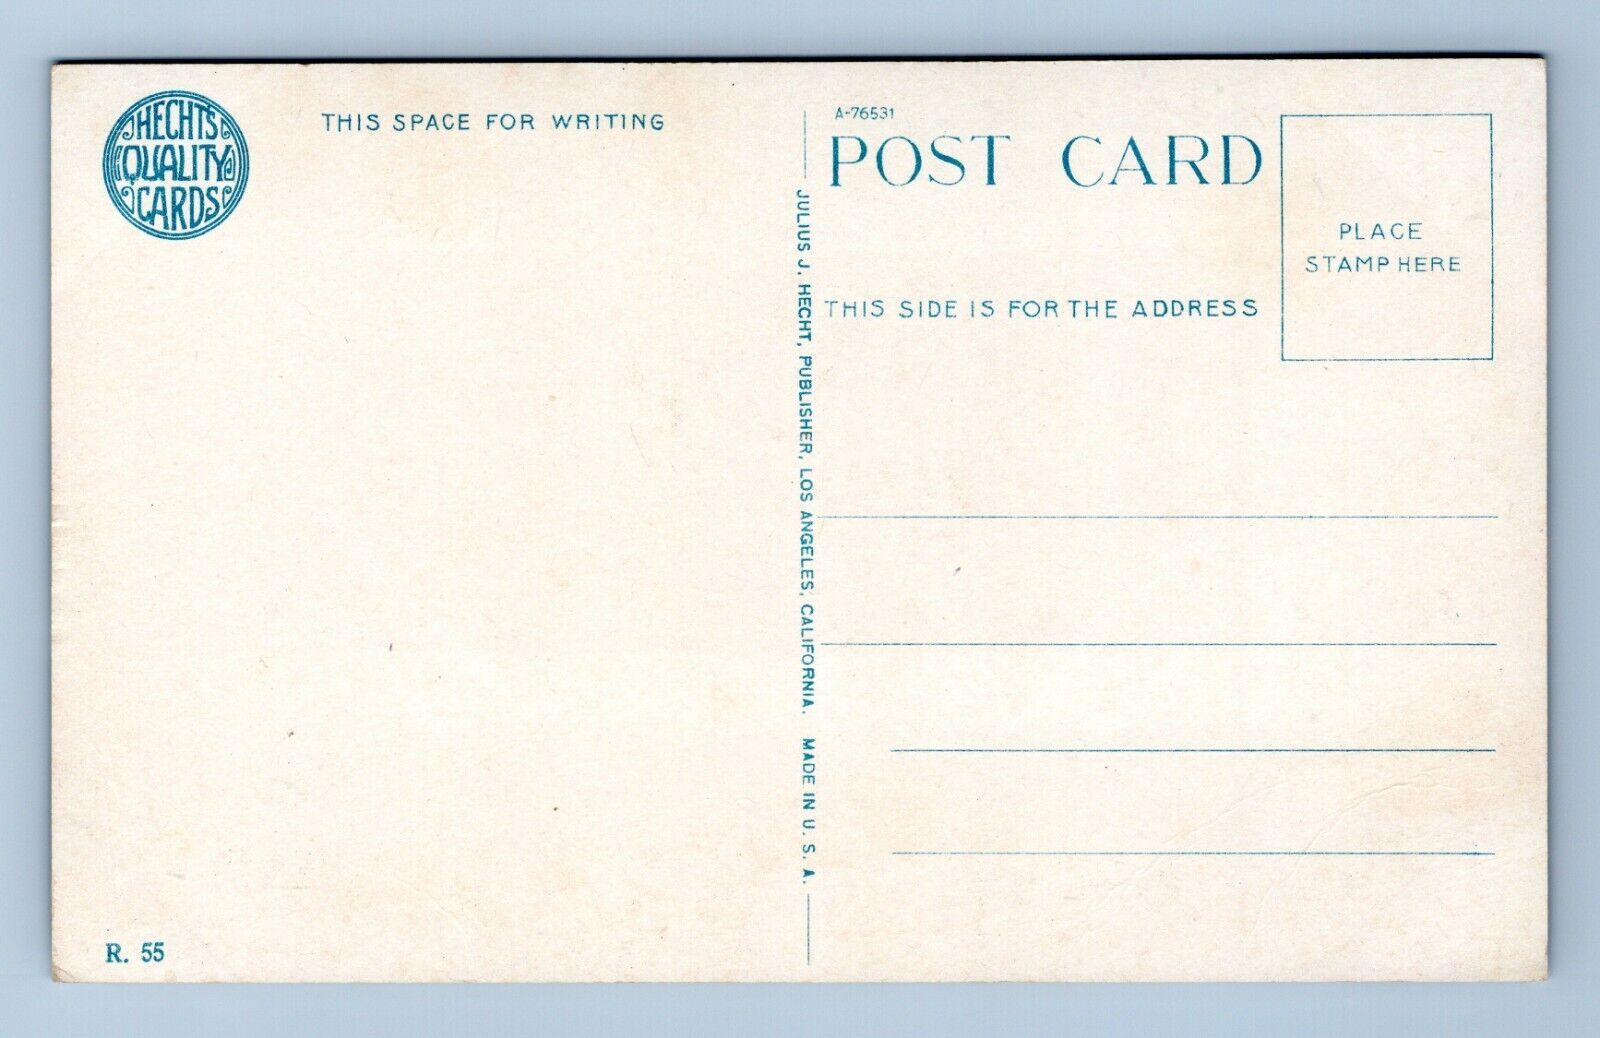 HECHTS
QUALITY
CARDS
THIS SPACE FOR WRITING
R. 55
JULIUS J. HECHT, PUBLISHER, LOS ANGELES, CALIFORNIA. MADE IN U. S. A.
A-76531
POST CARD
PLACE
STAMP HERE
THIS SIDE IS FOR THE ADDRESS